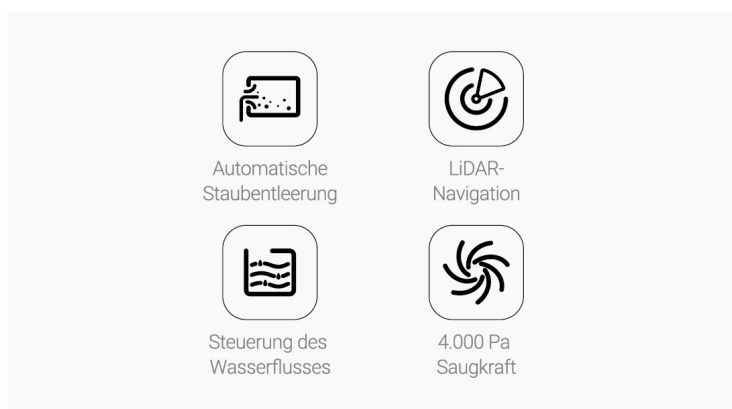 Automatische
Staubentleerung
LiDAR-
Navigation
Steuerung des
Wasserflusses
4.000 Pa
Saugkraft